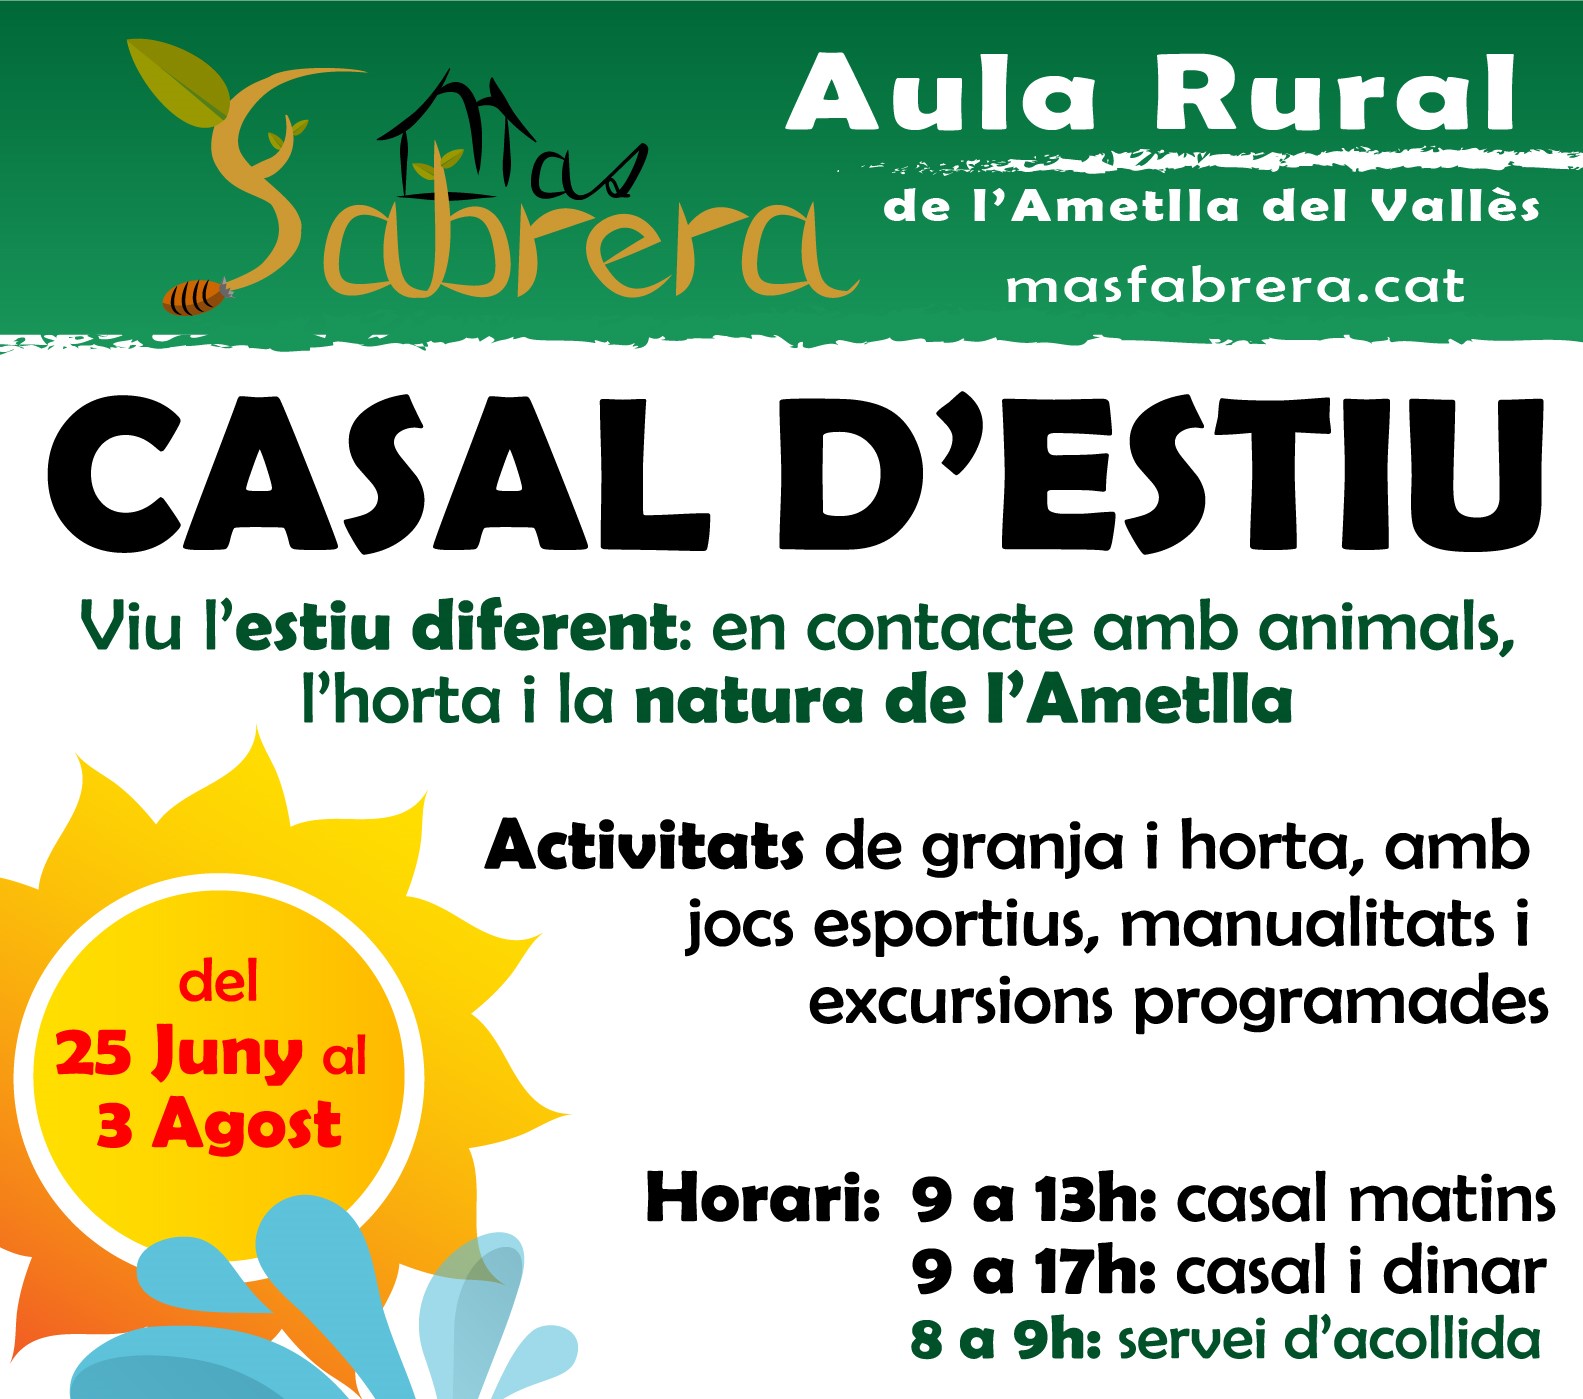 Mas
Fabrera
Aula Rural
de l'Ametlla del Vallès
masfabrera.cat
CASAL D'ESTIU
Viu l'estiu diferent: en contacte amb animals,
l'horta i la natura de l'Ametlla
Activitats de granja i horta, amb
jocs esportius, manualitats i
excursions programades
del
25 Juny al
3 Agost
Horari: 9 a 13h: casal matins
9 a 17h: casal i dinar
8 a 9h: servei d'acollida